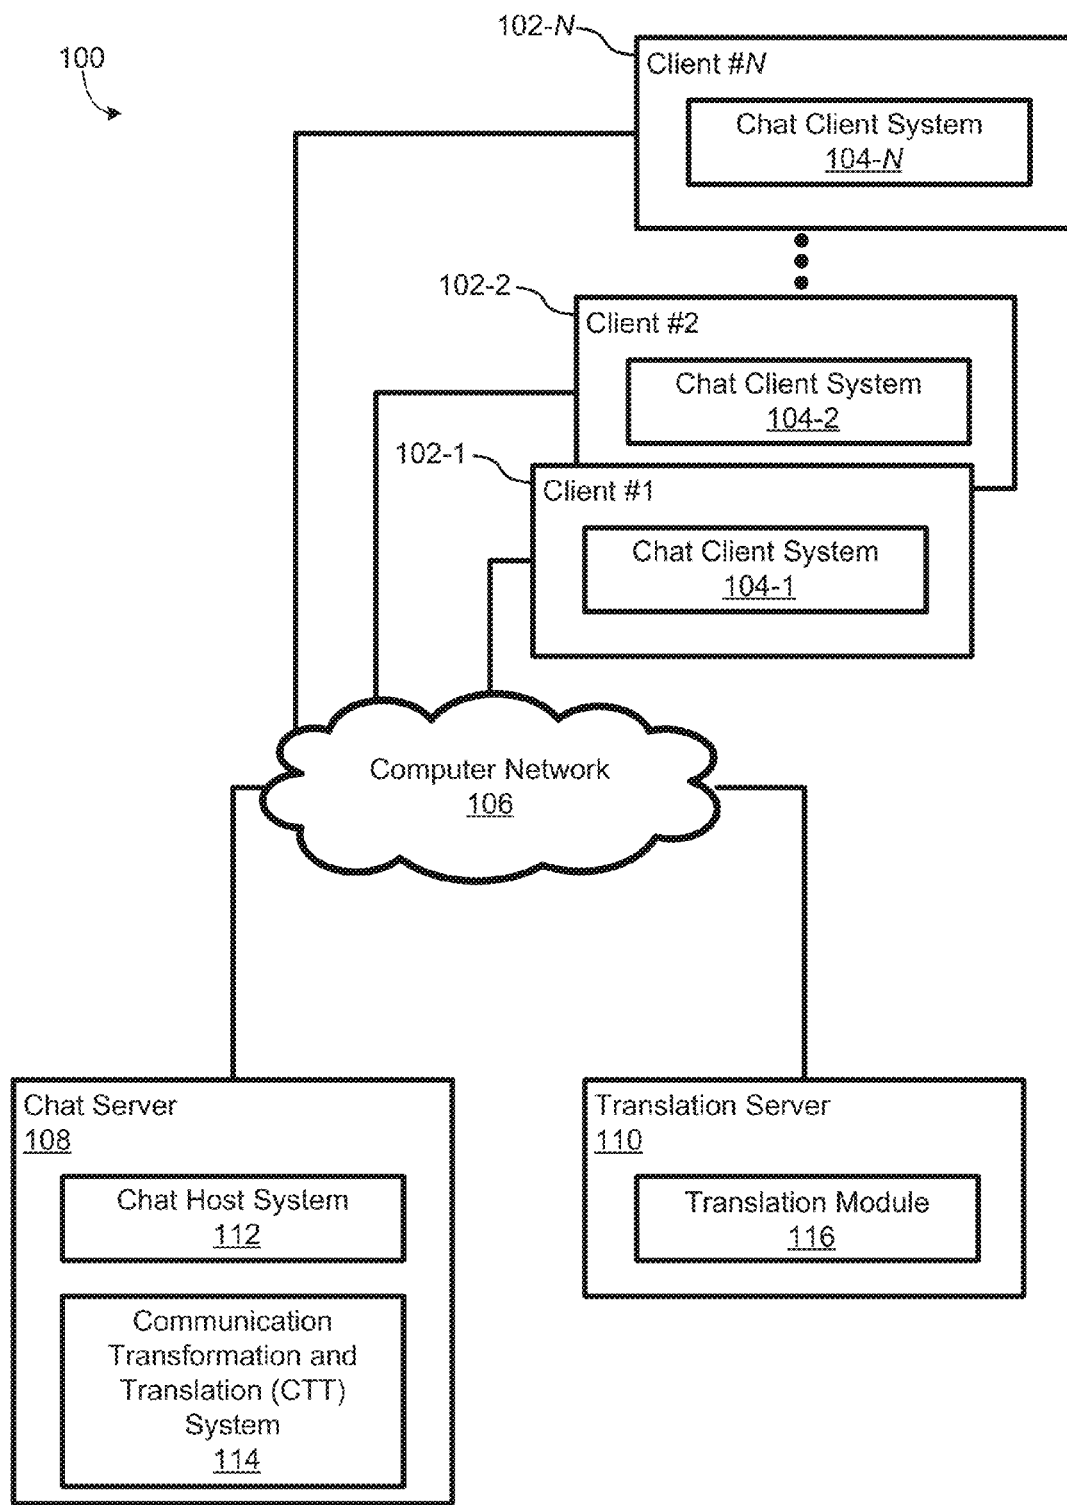 100
102-N
Client #N
Chat Client System
104-N
102-2
Client #2
Chat Client System
104-2
102-1
Client #1
Chat Client System
104-1
Computer Network
106
Chat Server
108
Chat Host System
112
Communication
Transformation and
Translation (CTT)
System
114
Translation Server
110
Translation Module
116